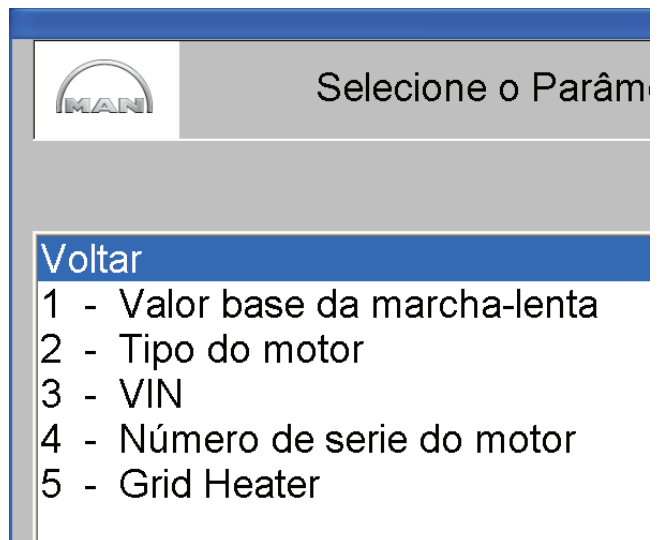 MAN
Selecione o Parâm
Voltar
1 - Valor base da marcha-lenta
2 - Tipo do motor
3 - VIN
4 - Número de serie do motor
5 - Grid Heater